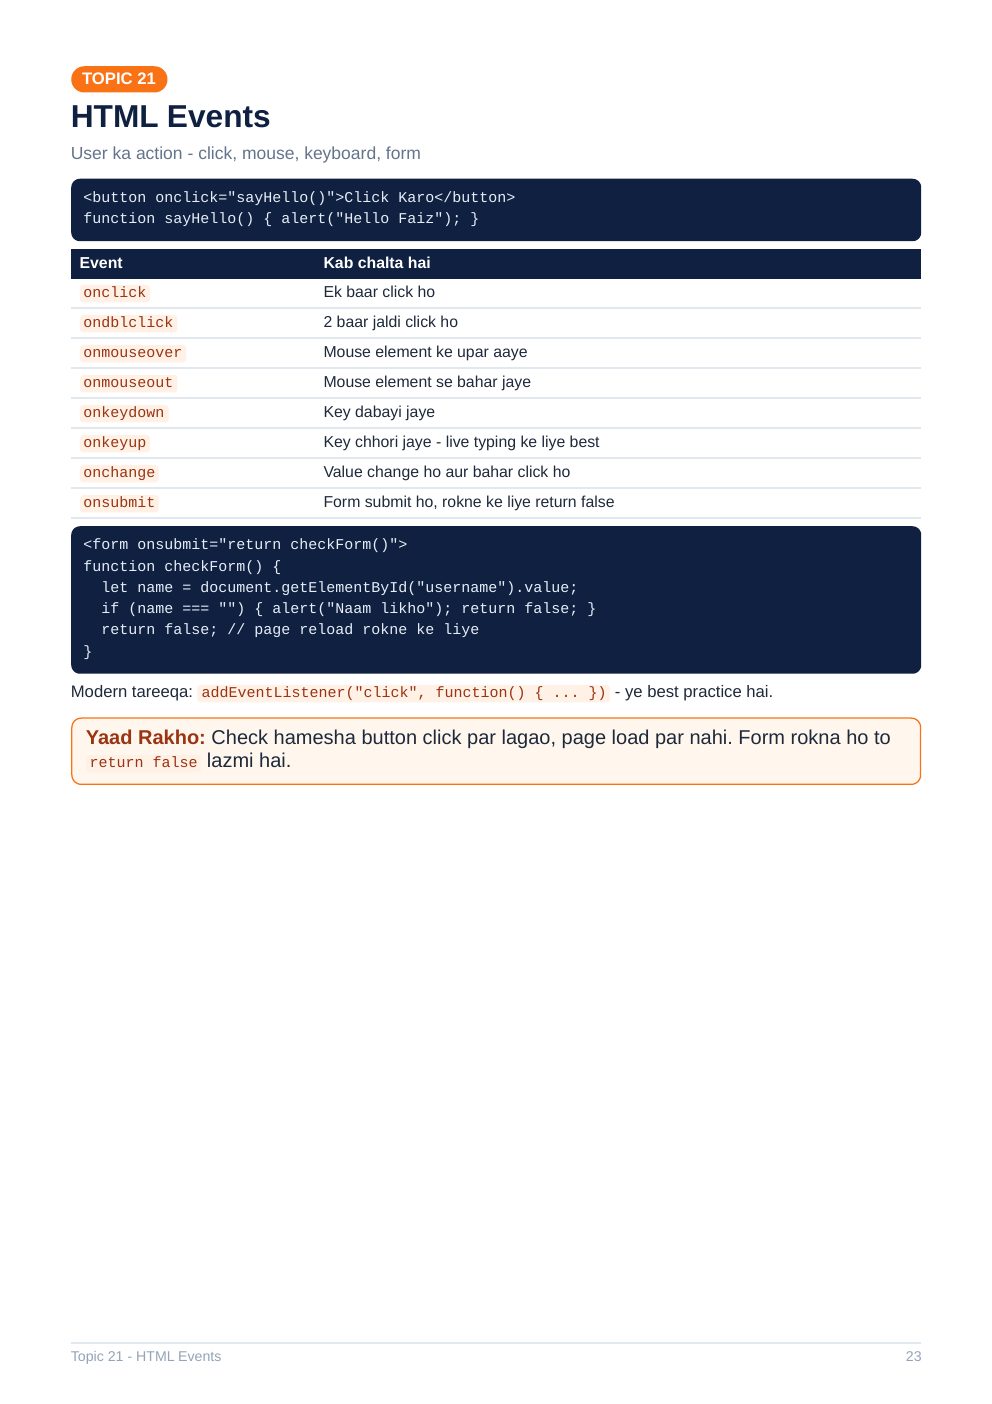 TOPIC 21
HTML Events
User ka action - click, mouse, keyboard, form
<button onclick="sayHello()">Click Karo</button>
function sayHello() { alert("Hello Faiz"); }
Event Kab chalta hai
onclick Ek baar click ho
ondblclick 2 baar jaldi click ho
onmouseover Mouse element ke upar aaye
onmouseout Mouse element se bahar jaye
onkeydown Key dabayi jaye
onkeyup Key chhori jaye - live typing ke liye best
onchange Value change ho aur bahar click ho
onsubmit Form submit ho, rokne ke liye return false
<form onsubmit="return checkForm()">
function checkForm() {
  let name = document.getElementById("username").value;
  if (name === "") { alert("Naam likho"); return false; }
  return false; // page reload rokne ke liye
}
Modern tareeqa: addEventListener("click", function() { ... }) - ye best practice hai.
Yaad Rakho: Check hamesha button click par lagao, page load par nahi. Form rokna ho to
return false lazmi hai.
Topic 21 - HTML Events 23